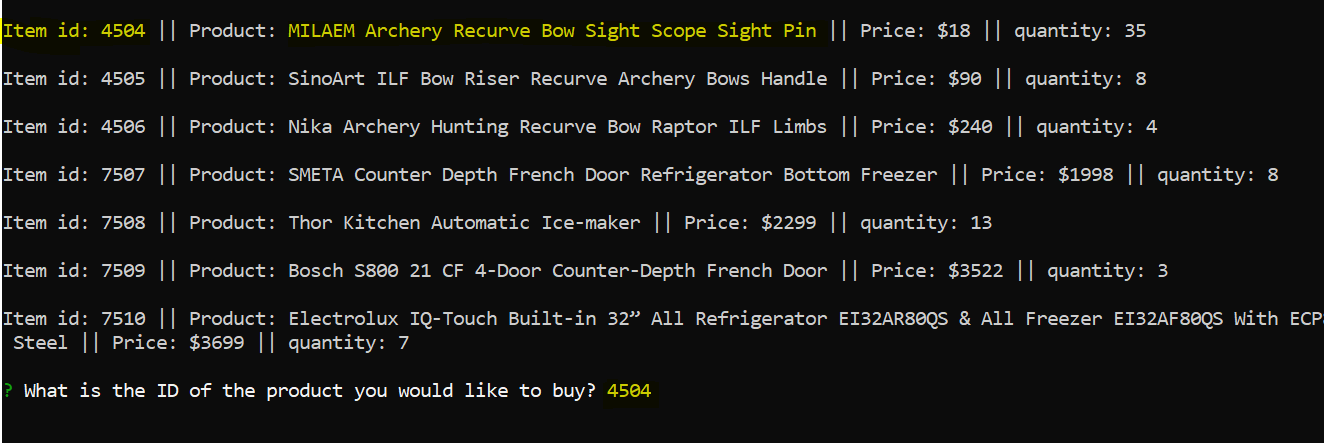 Item id: 4504 || Product: MILAEM Archery Recurve Bow Sight Scope Sight Pin || Price: $18 || quantity: 35
Item id: 4505 || Product: SinoArt ILF Bow Riser Recurve Archery Bows Handle || Price: $90 || quantity: 8
Item id: 4506 || Product: Nika Archery Hunting Recurve Bow Raptor ILF Limbs || Price: $240 || quantity: 4
Item id: 7507 || Product: SMETA Counter Depth French Door Refrigerator Bottom Freezer || Price: $1998 || quantity: 8
Item id: 7508 || Product: Thor Kitchen Automatic Ice-maker || Price: $2299 || quantity: 13
Item id: 7509 || Product: Bosch S800 21 CF 4-Door Counter-Depth French Door || Price: $3522 || quantity: 3
Item id: 7510 || Product: Electrolux IQ-Touch Built-in 32” All Refrigerator EI32AR80QS & All Freezer EI32AF80QS With
Steel || Price: $3699 || quantity: 7
? What is the ID of the product you would like to buy? 4504